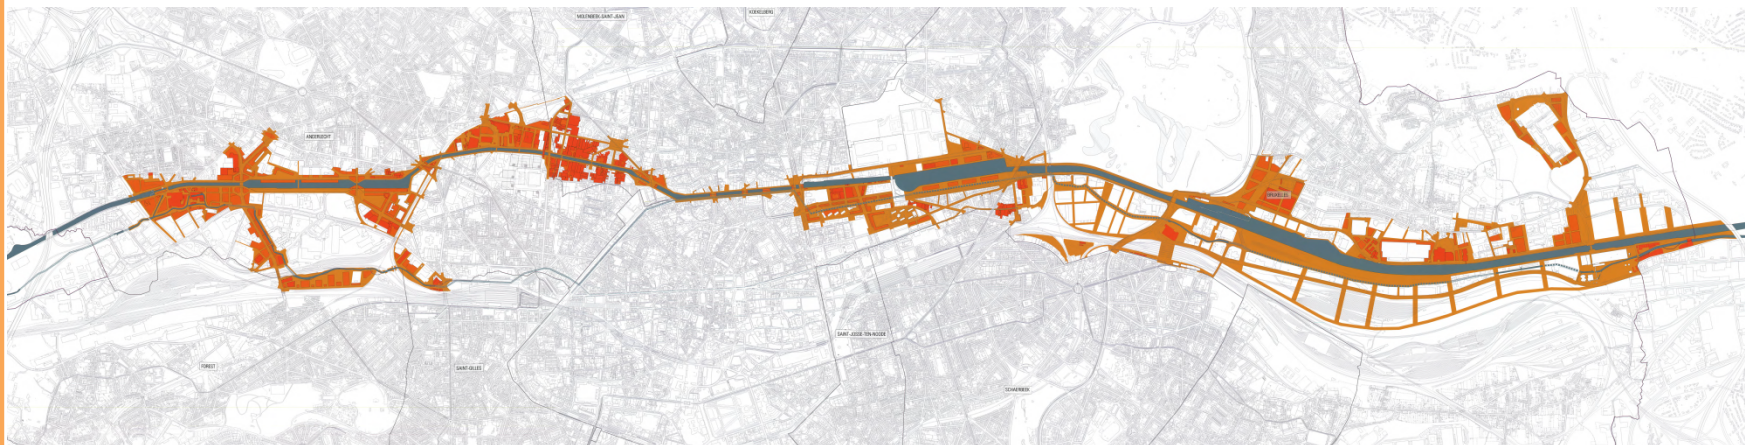 MOLENBEEK-SAINT-JEAN
KOEKELBERG
ANDERLECHT
BRUXELLES
SAINT-JOSSE-TEN-NOODE
FOREST
SAINT-GILLES
SCHAERBEEK